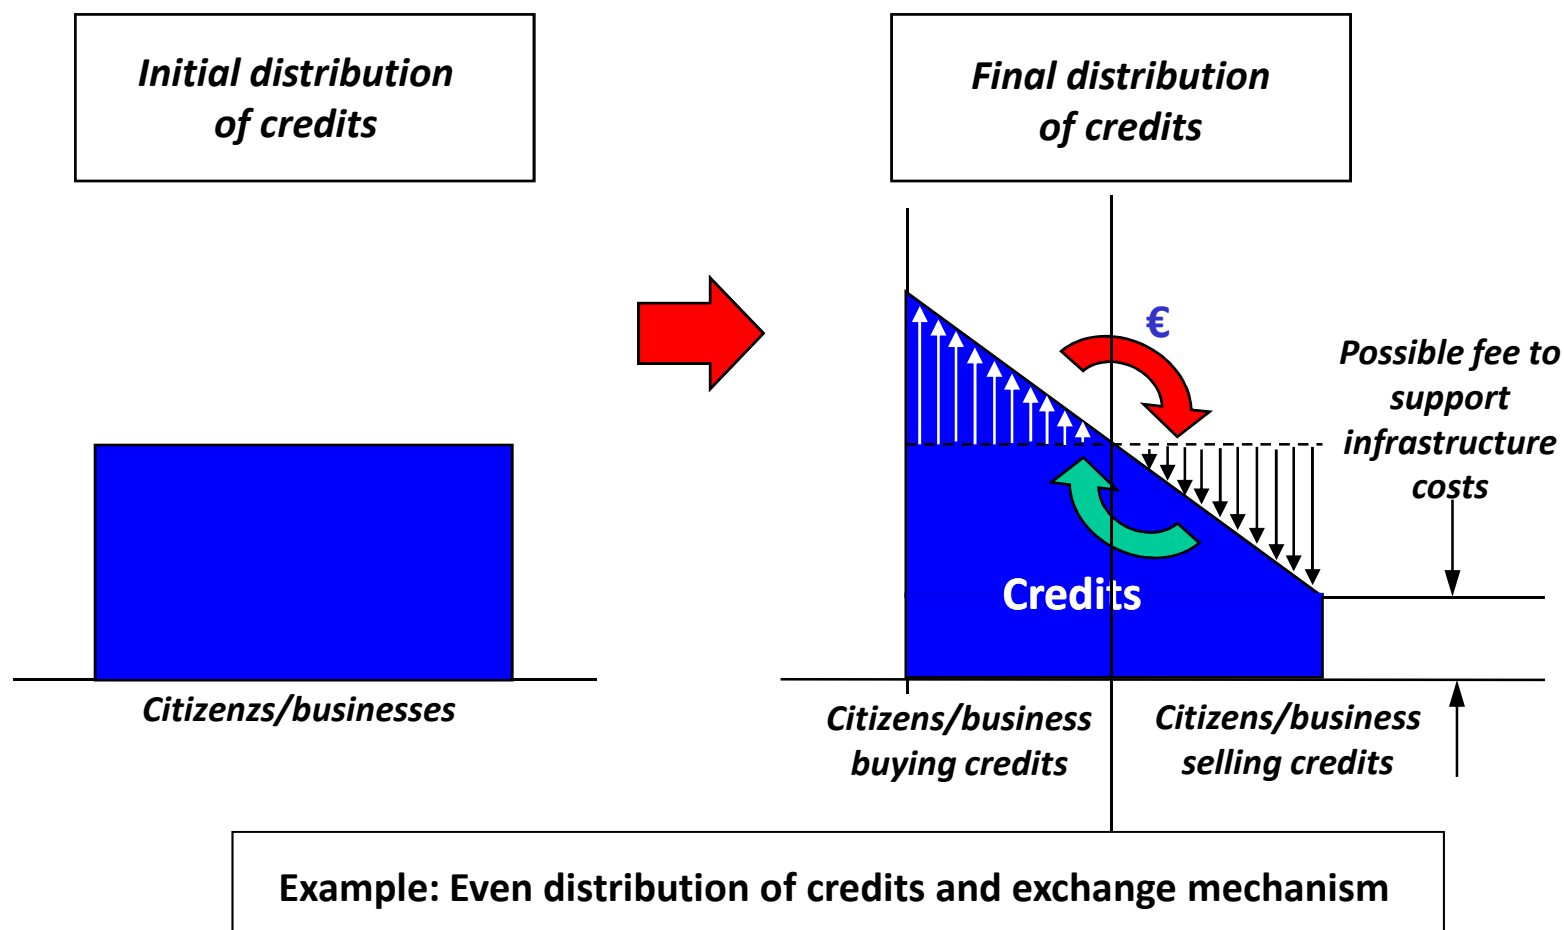 Initial distribution
of credits
Final distribution
of credits
€
Possible fee to
support
infrastructure
costs
Credits
Citizenzs/businesses
Citizens/business
buying credits
Citizens/business
selling credits
Example: Even distribution of credits and exchange mechanism